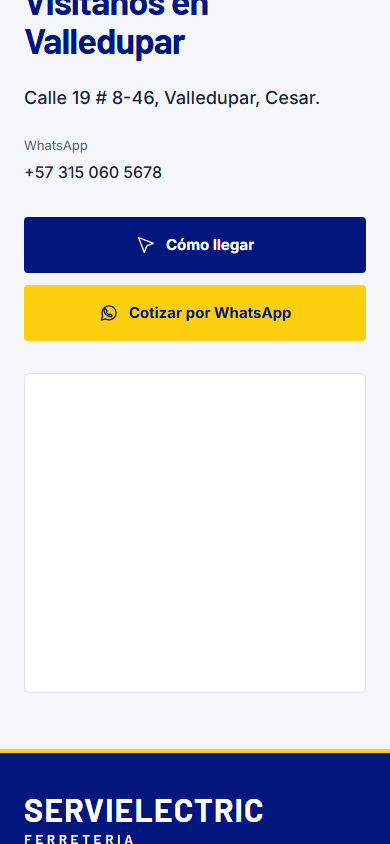 Visítanos en
Valledupar
Calle 19 # 8-46, Valledupar, Cesar.
WhatsApp
+57 315 060 5678
Cómo llegar
Cotizar por WhatsApp
SERVIELECTRIC
FERRETERIA